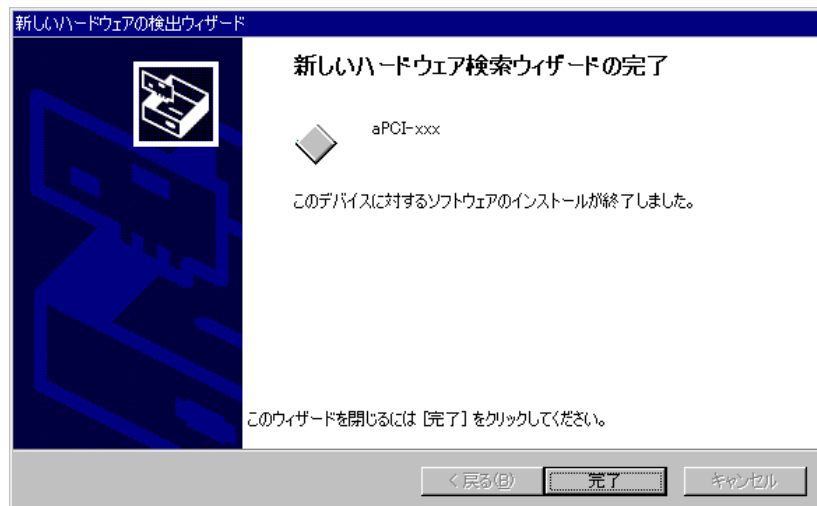 新しいハードウェアの検出ウィザード
新しいハードウェア検索ウィザードの完了
aPCI-xxx
このデバイスに対するソフトウェアのインストールが終了しました。
このウィザードを閉じるには [完了] をクリックしてください。
< 戻る(B)
完了
キャンセル